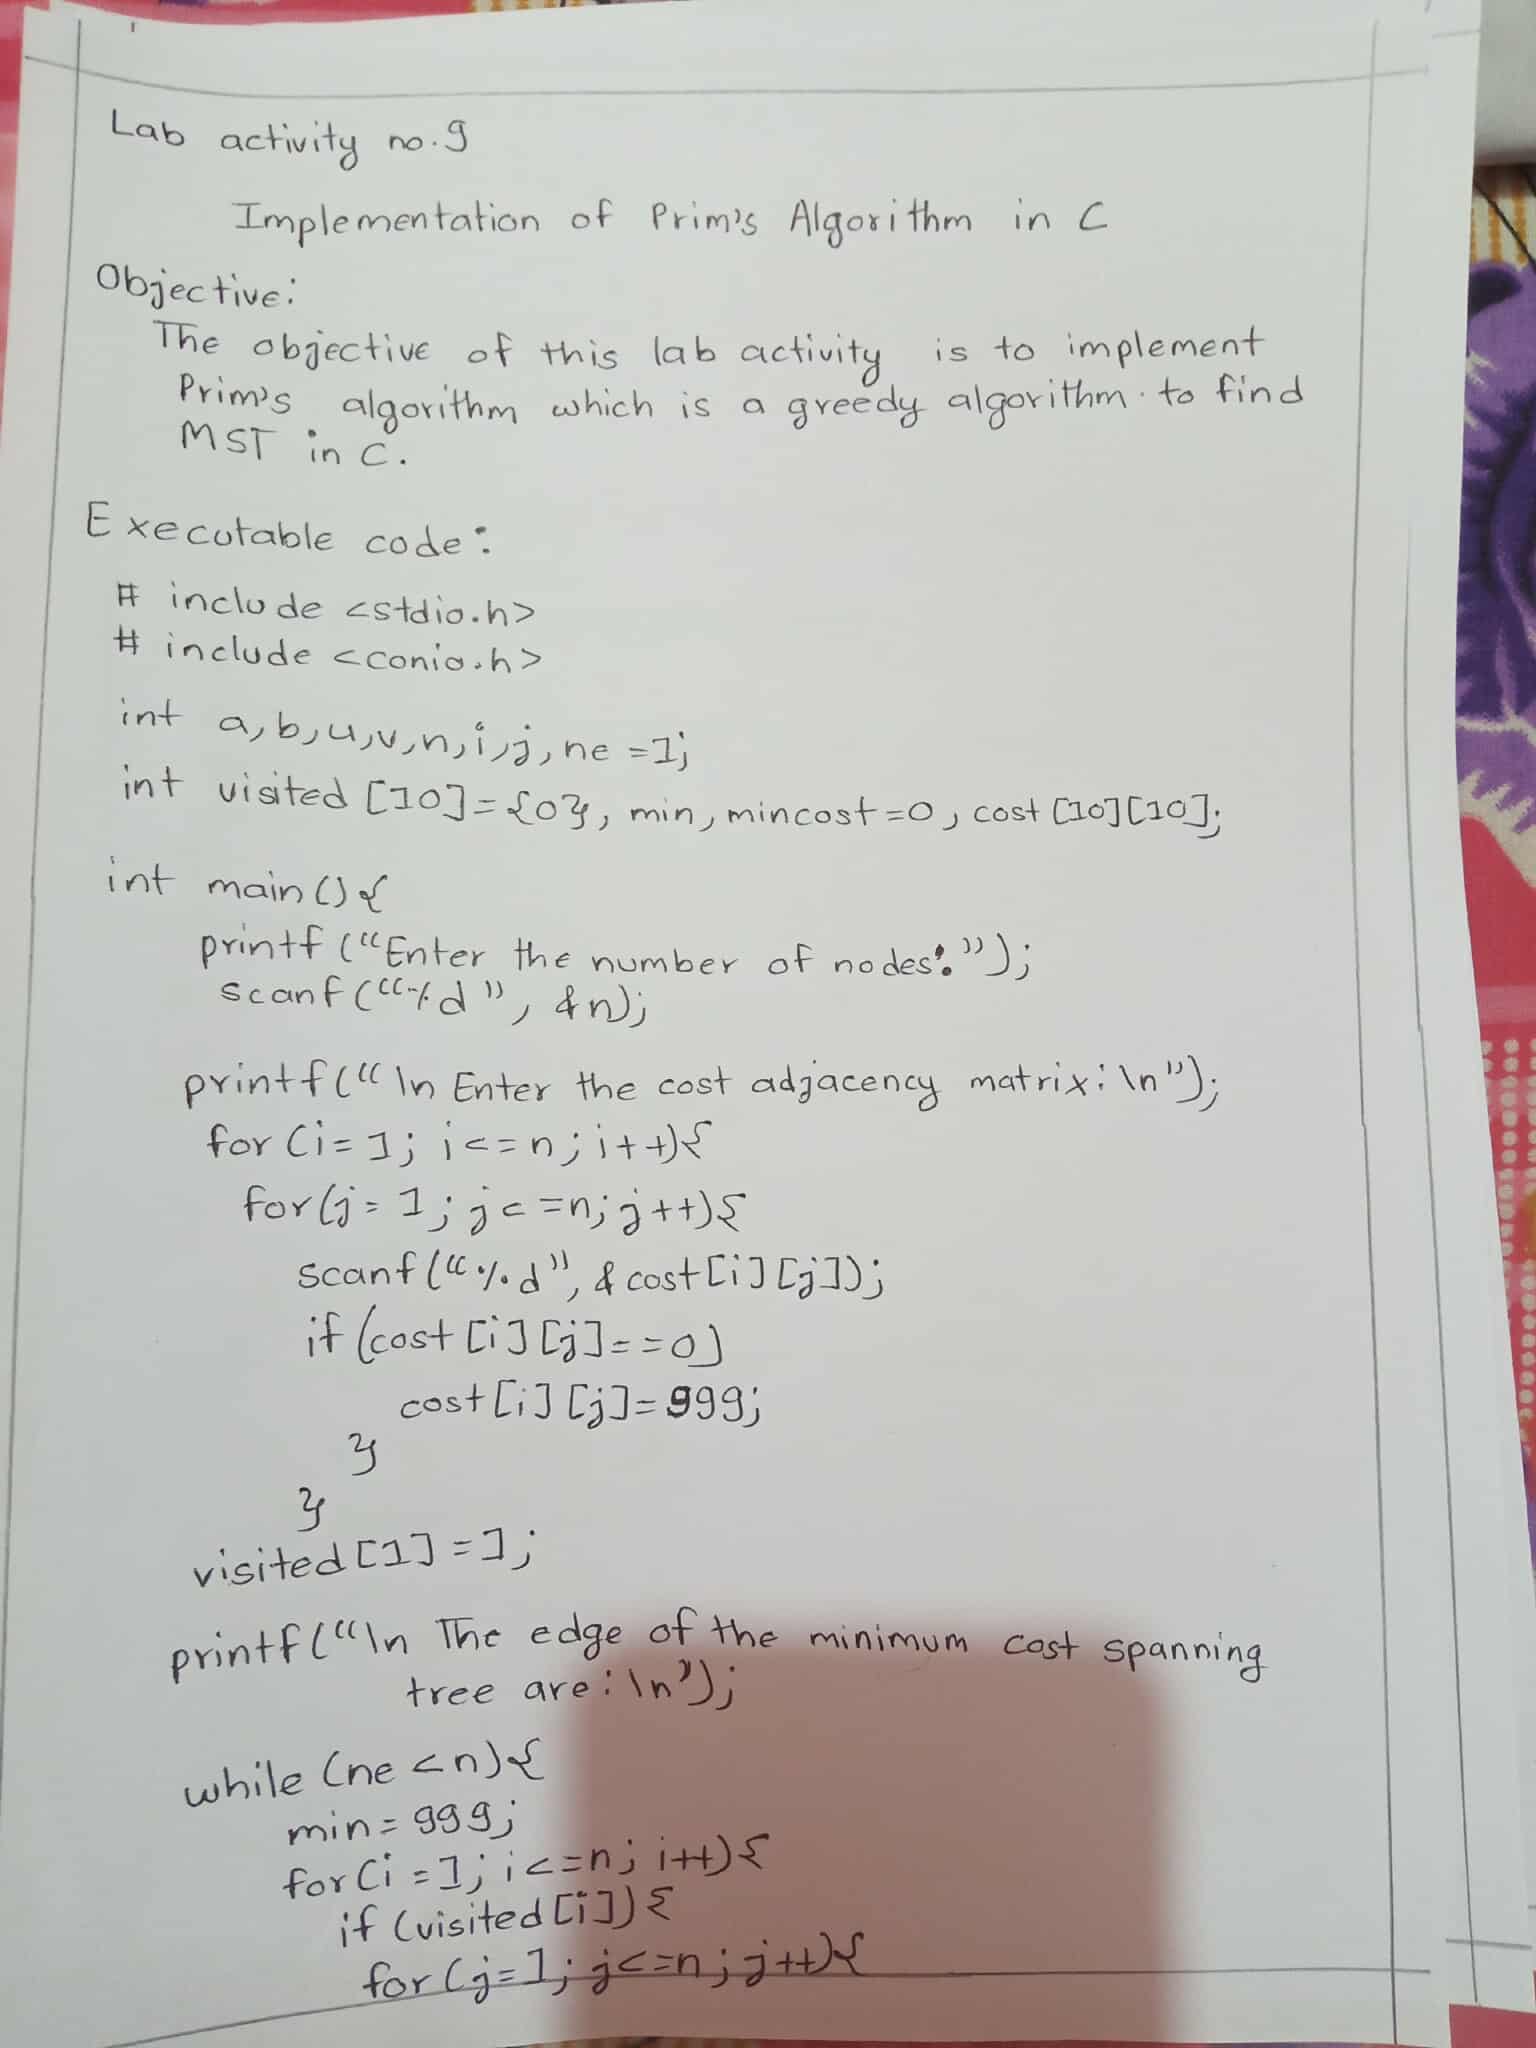 Lab activity no.9
Implementation of Prim's Algorithm in C
Objective:
The objective of this lab activity is to implement
Prim's algorithm which is a greedy algorithm to find
MST in C.
Executable code:
# include <stdio.h>
# include <conio.h>
int a,b,u,v,n,i,j,ne=1;
int visited [10]={0}, min, mincost=0, cost [10][10];
int main () {
printf ("Enter the number of nodes:");
scanf ("%d", &n);
printf("\n Enter the cost adjacency matrix: \n");
for (i=1; i<=n; i++){
for(j=1; j<=n; j++){
scanf("%d", &cost[i][j]);
if (cost [i][j]==0)
cost [i][j]=999;
}
}
visited [1]=1;
printf("\n The edge of the minimum cost spanning
tree are: \n");
while (ne<n){
min=999;
for(i=1; i<=n; i++){
if (visited [i]){
for (j=1; j<=n; j++){